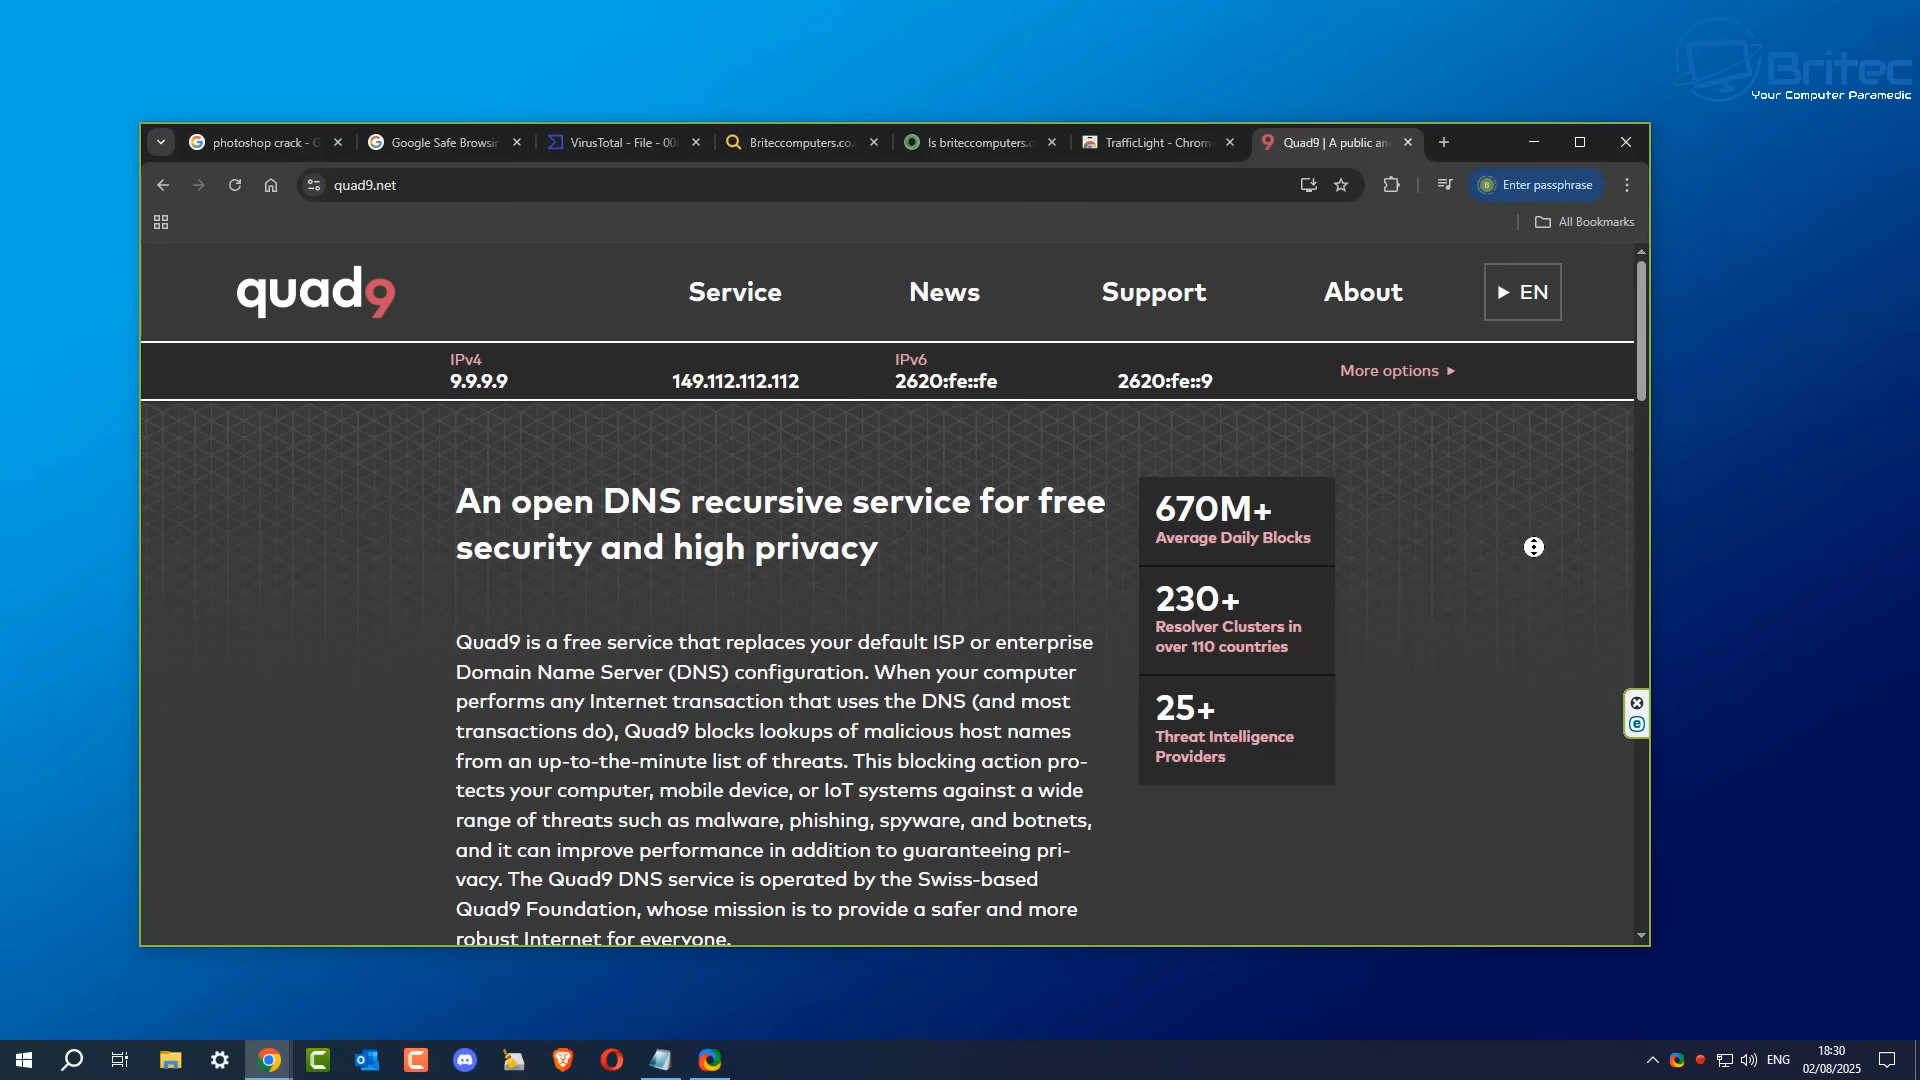 Britec
Your Computer Paramedic
photoshop crack - G
Google Safe Browsin
VirusTotal - File - 00
Briteccomputers.co.
Is briteccomputers.c
TrafficLight - Chrom
Quad9 | A public an
quad9.net
Enter passphrase
All Bookmarks
quad9
Service
News
Support
About
EN
IPv4
9.9.9.9
149.112.112.112
IPv6
2620:fe::fe
2620:fe::9
More options
An open DNS recursive service for free
security and high privacy
670M+
Average Daily Blocks
230+
Resolver Clusters in
over 110 countries
25+
Threat Intelligence
Providers
Quad9 is a free service that replaces your default ISP or enterprise
Domain Name Server (DNS) configuration. When your computer
performs any Internet transaction that uses the DNS (and most
transactions do), Quad9 blocks lookups of malicious host names
from an up-to-the-minute list of threats. This blocking action pro-
tects your computer, mobile device, or IoT systems against a wide
range of threats such as malware, phishing, spyware, and botnets,
and it can improve performance in addition to guaranteeing pri-
vacy. The Quad9 DNS service is operated by the Swiss-based
Quad9 Foundation, whose mission is to provide a safer and more
robust Internet for everyone.
ENG
18:30
02/08/2025